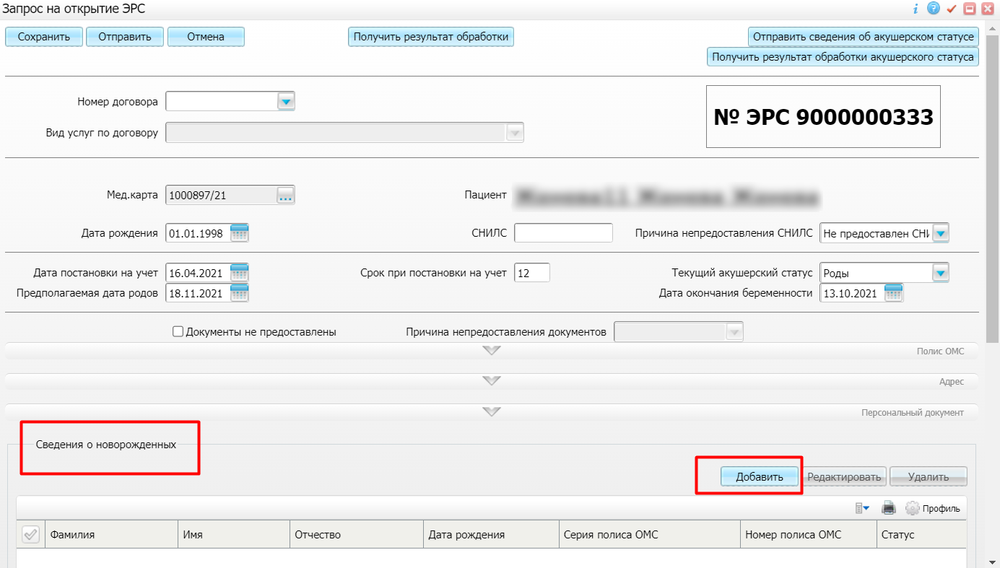 Запрос на открытие ЭРС
Сохранить Отправить Отмена Получить результат обработки Отправить сведения об акушерском статусе
Получить результат обработки акушерского статуса
Номер договора
№ ЭРС 9000000333
Вид услуг по договору
Мед.карта 1000897/21 ... Пациент
Дата рождения 01.01.1998 СНИЛС Причина непредоставления СНИЛС Не предоставлен СНИ
Дата постановки на учет 16.04.2021 Срок при постановки на учет 12 Текущий акушерский статус Роды
Предполагаемая дата родов 18.11.2021 Дата окончания беременности 13.10.2021
Документы не предоставлены Причина непредоставления документов
Полис ОМС
Адрес
Персональный документ
Сведения о новорожденных
Добавить Редактировать Удалить
Профиль
Фамилия Имя Отчество Дата рождения Серия полиса ОМС Номер полиса ОМС Статус